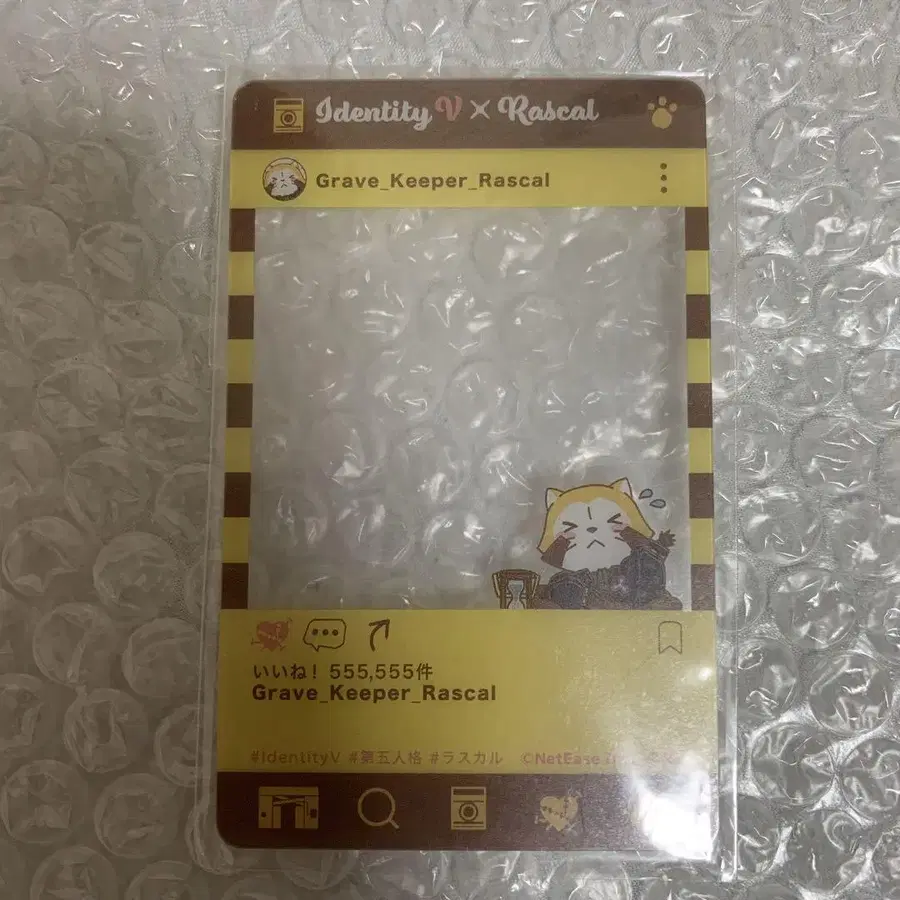 Identity V × Rascal
Grave_Keeper_Rascal
いいね！ 555,555件
Grave_Keeper_Rascal
#IdentityV #第五人格 #ラスカル ©NetEase